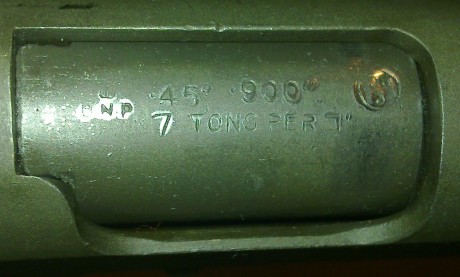 BNP .45" .900"
7 TONS PER □"